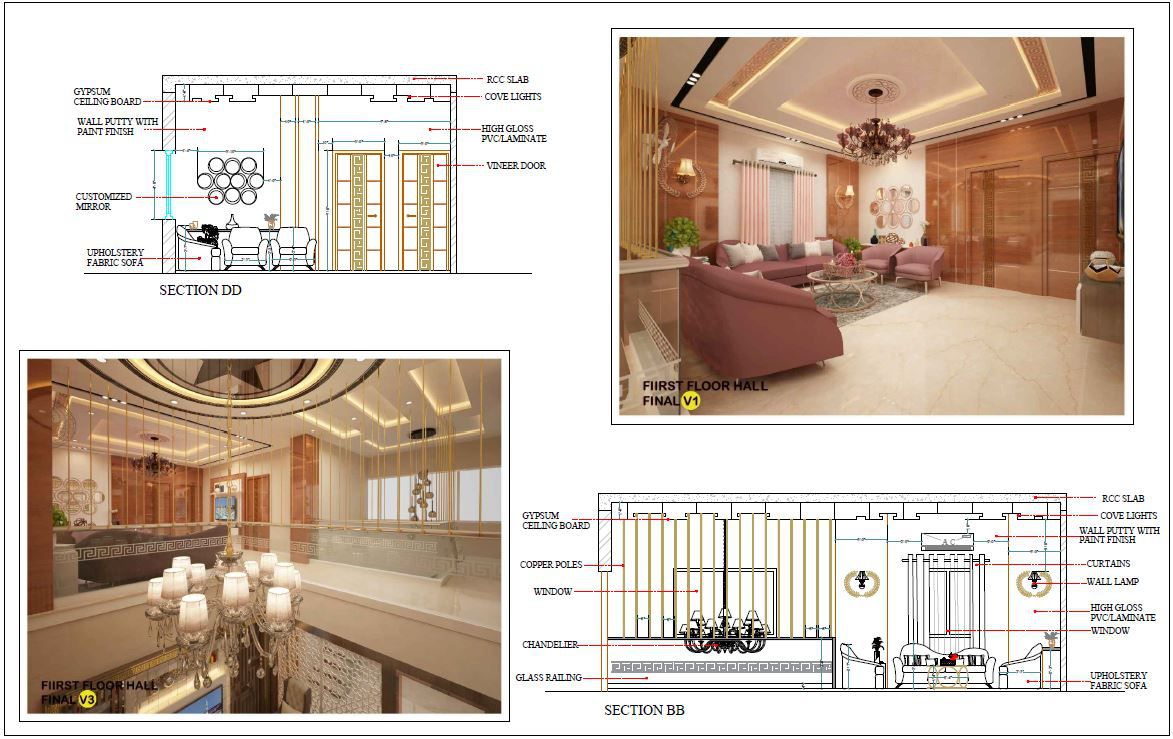 RCC SLAB
GYPSUM
CEILING BOARD
COVE LIGHTS
WALL PUTTY WITH
PAINT FINISH
HIGH GLOSS
PVC/LAMINATE
VINEER DOOR
CUSTOMIZED
MIRROR
UPHOLSTERY
FABRIC SOFA
SECTION DD
FIIRST FLOOR HALL
FINAL V1
FIIRST FLOOR HALL
FINAL V3
RCC SLAB
GYPSUM
CEILING BOARD
COVE LIGHTS
WALL PUTTY WITH
PAINT FINISH
A C
COPPER POLES
CURTAINS
WALL LAMP
WINDOW
HIGH GLOSS
PVC/LAMINATE
WINDOW
CHANDELIER
GLASS RAILING
UPHOLSTERY
FABRIC SOFA
SECTION BB